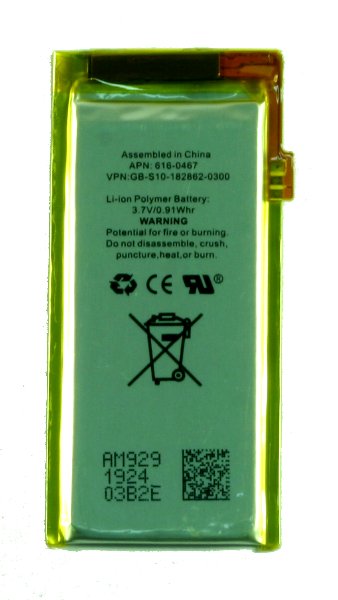 Assembled in China
APN: 616-0467
VPN:GB-S10-182862-0300
Li-ion Polymer Battery:
3.7V/0.91Whr
WARNING
Potential for fire or burning.
Do not disassemble, crush,
puncture,heat,or burn.
CE RU®
AM929
1924
03B2E